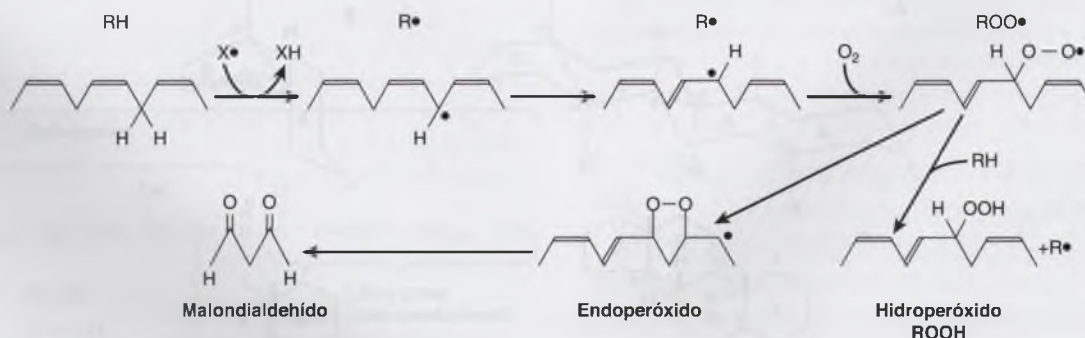 RH
R●
R●
ROO●
X●
XH
H
H
H
H
O₂
H
O–O●
RH
O
O
H
H
O–O
H
OOH
+R●
Malondialdehído
Endoperóxido
Hidroperóxido
ROOH